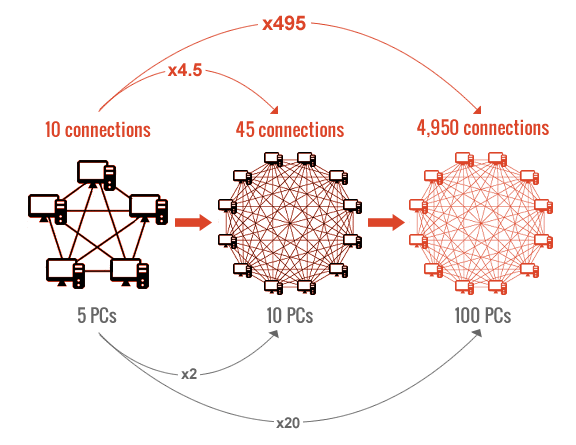 x495
x4.5
10 connections
45 connections
4,950 connections
5 PCs
10 PCs
100 PCs
x2
x20